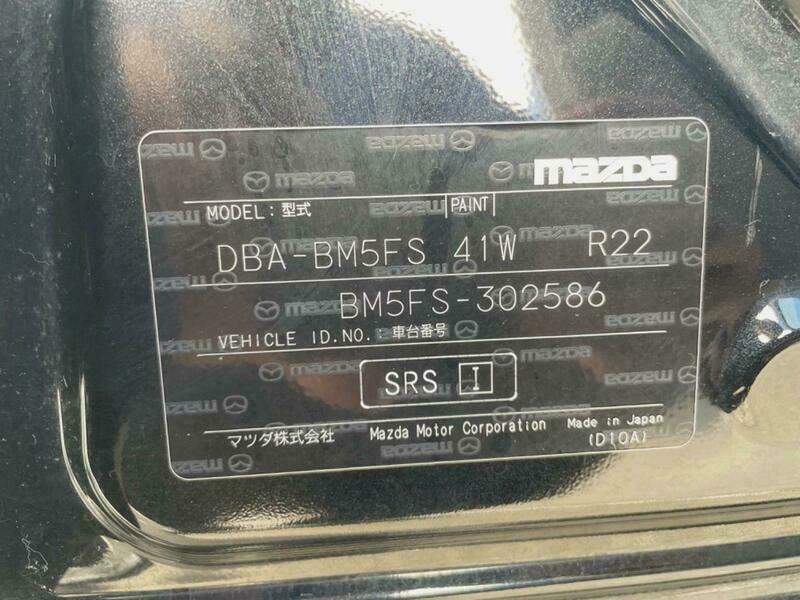 mazda
MODEL: 型式 PAINT
DBA-BM5FS 41W R22
BM5FS-302586
VEHICLE ID.NO.: 車台番号
SRS I
マツダ株式会社 Mazda Motor Corporation Made in Japan
(D10A)